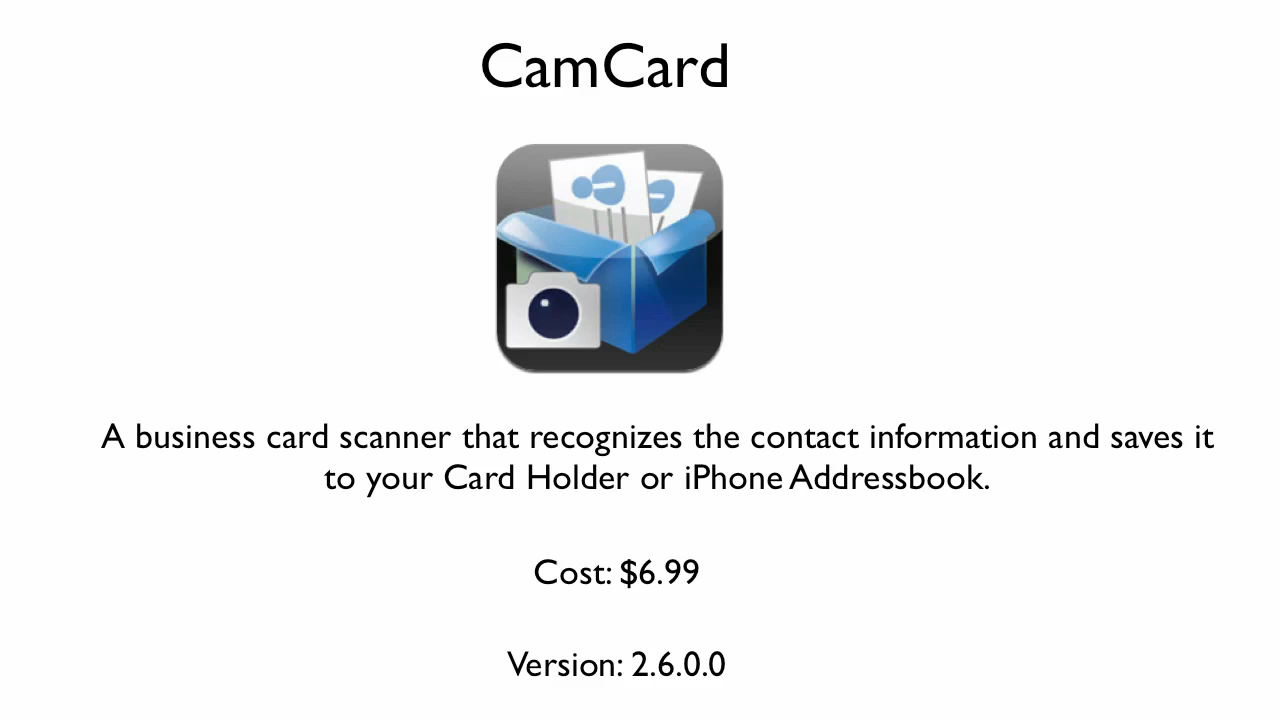 CamCard
A business card scanner that recognizes the contact information and saves it
to your Card Holder or iPhone Addressbook.
Cost: $6.99
Version: 2.6.0.0